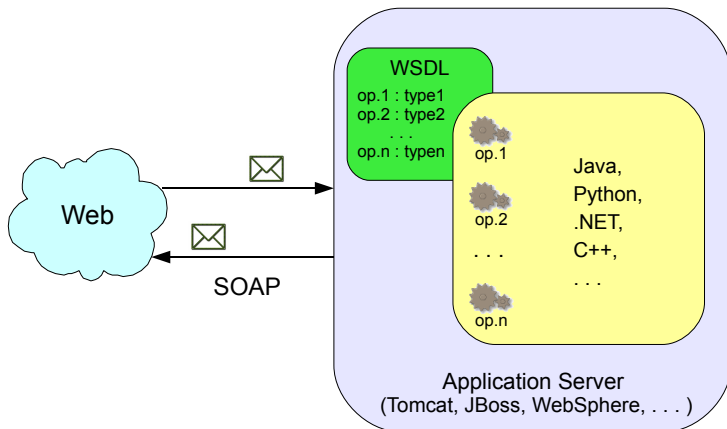 WSDL
op.1 : type1
op.2 : type2
. . .
op.n : typen
op.1
op.2
. . .
op.n
Java,
Python,
.NET,
C++,
. . .
Web
SOAP
Application Server
(Tomcat, JBoss, WebSphere, . . . )